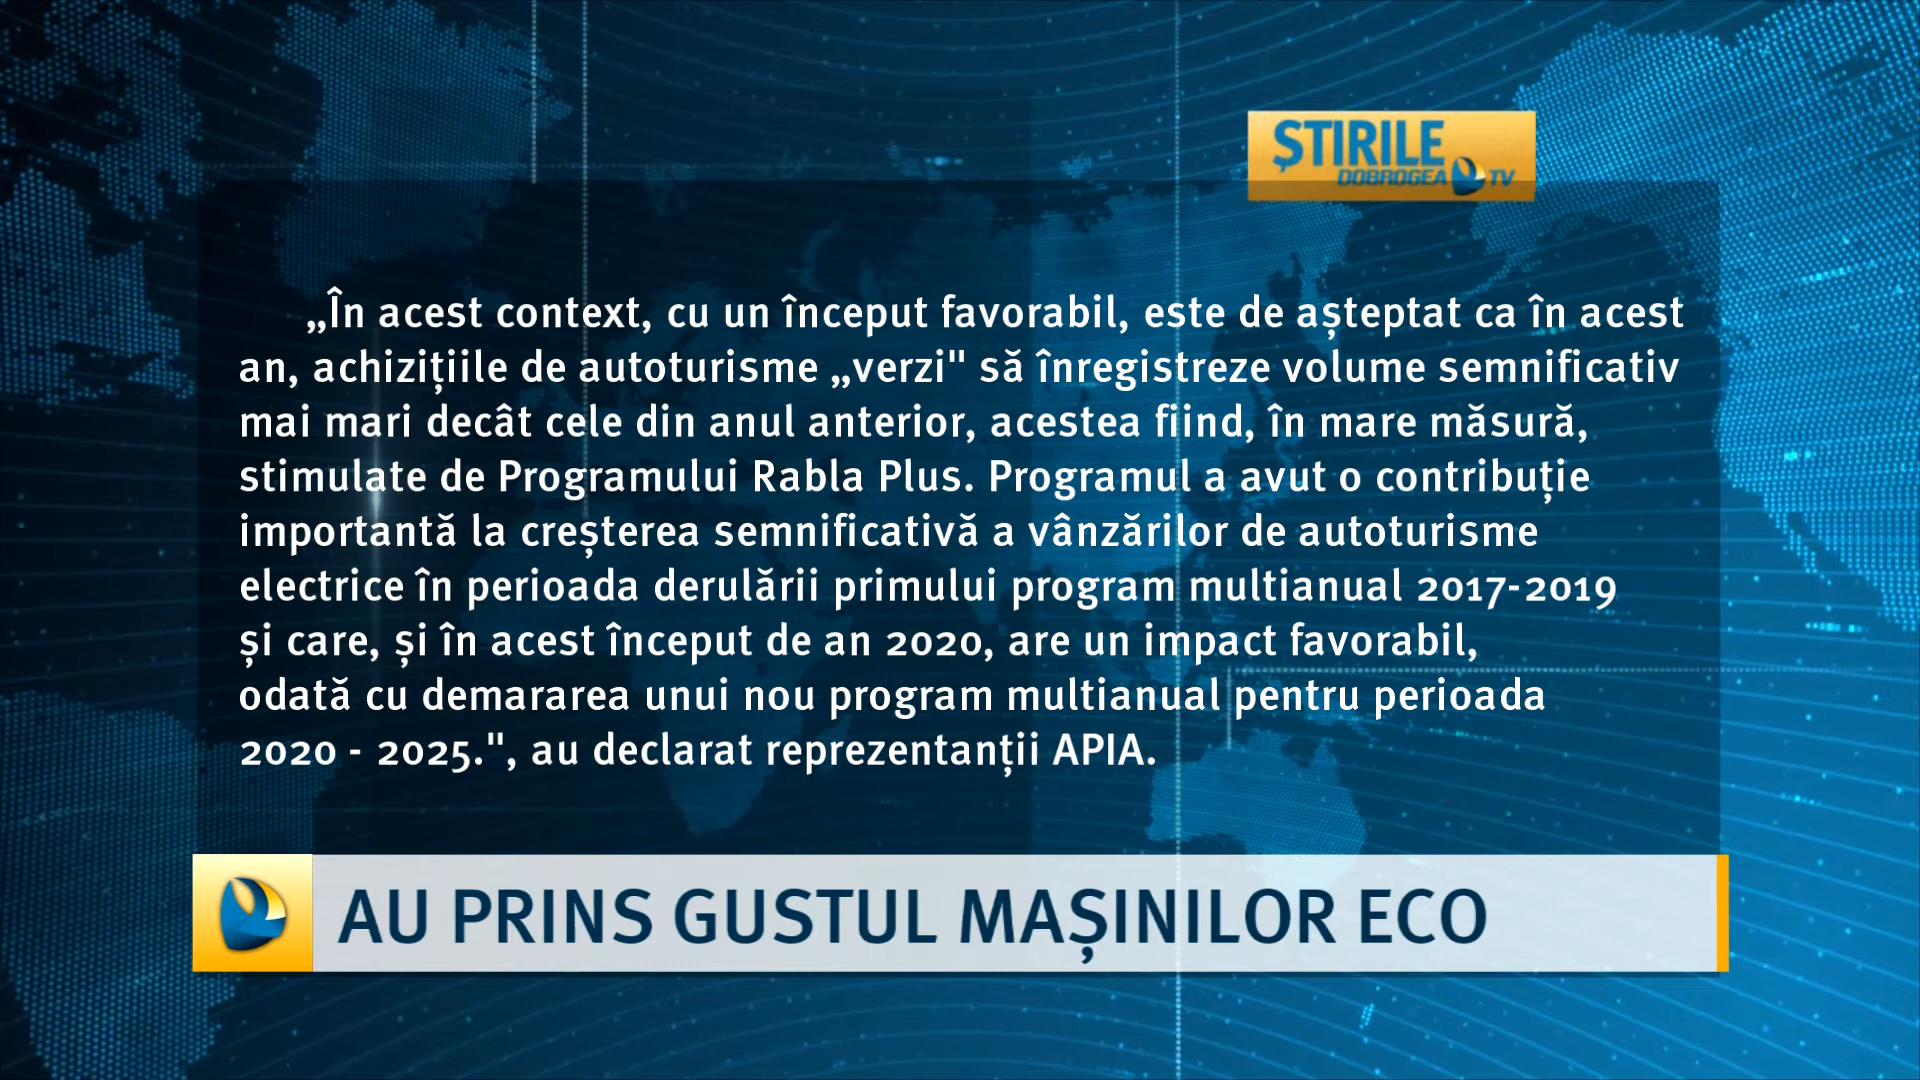 ȘTIRILE
DOBROGEA TV
„În acest context, cu un început favorabil, este de așteptat ca în acest
an, achizițiile de autoturisme „verzi" să înregistreze volume semnificativ
mai mari decât cele din anul anterior, acestea fiind, în mare măsură,
stimulate de Programului Rabla Plus. Programul a avut o contribuție
importantă la creșterea semnificativă a vânzărilor de autoturisme
electrice în perioada derulării primului program multianual 2017-2019
și care, și în acest început de an 2020, are un impact favorabil,
odată cu demararea unui nou program multianual pentru perioada
2020 - 2025.", au declarat reprezentanții APIA.
AU PRINS GUSTUL MAȘINILOR ECO